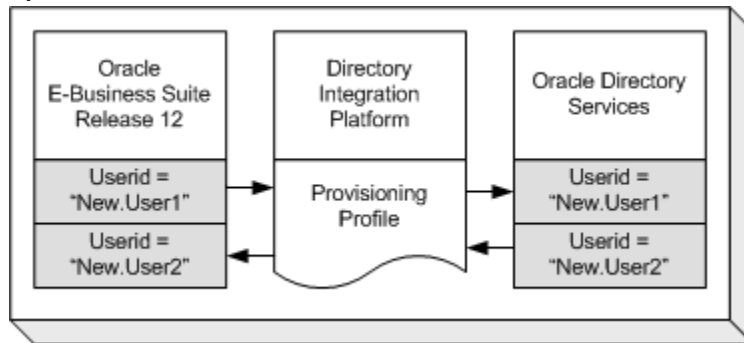 Oracle
E-Business Suite
Release 12
Directory
Integration
Platform
Oracle Directory
Services
Userid =
"New.User1"
Provisioning
Profile
Userid =
"New.User1"
Userid =
"New.User2"
Userid =
"New.User2"